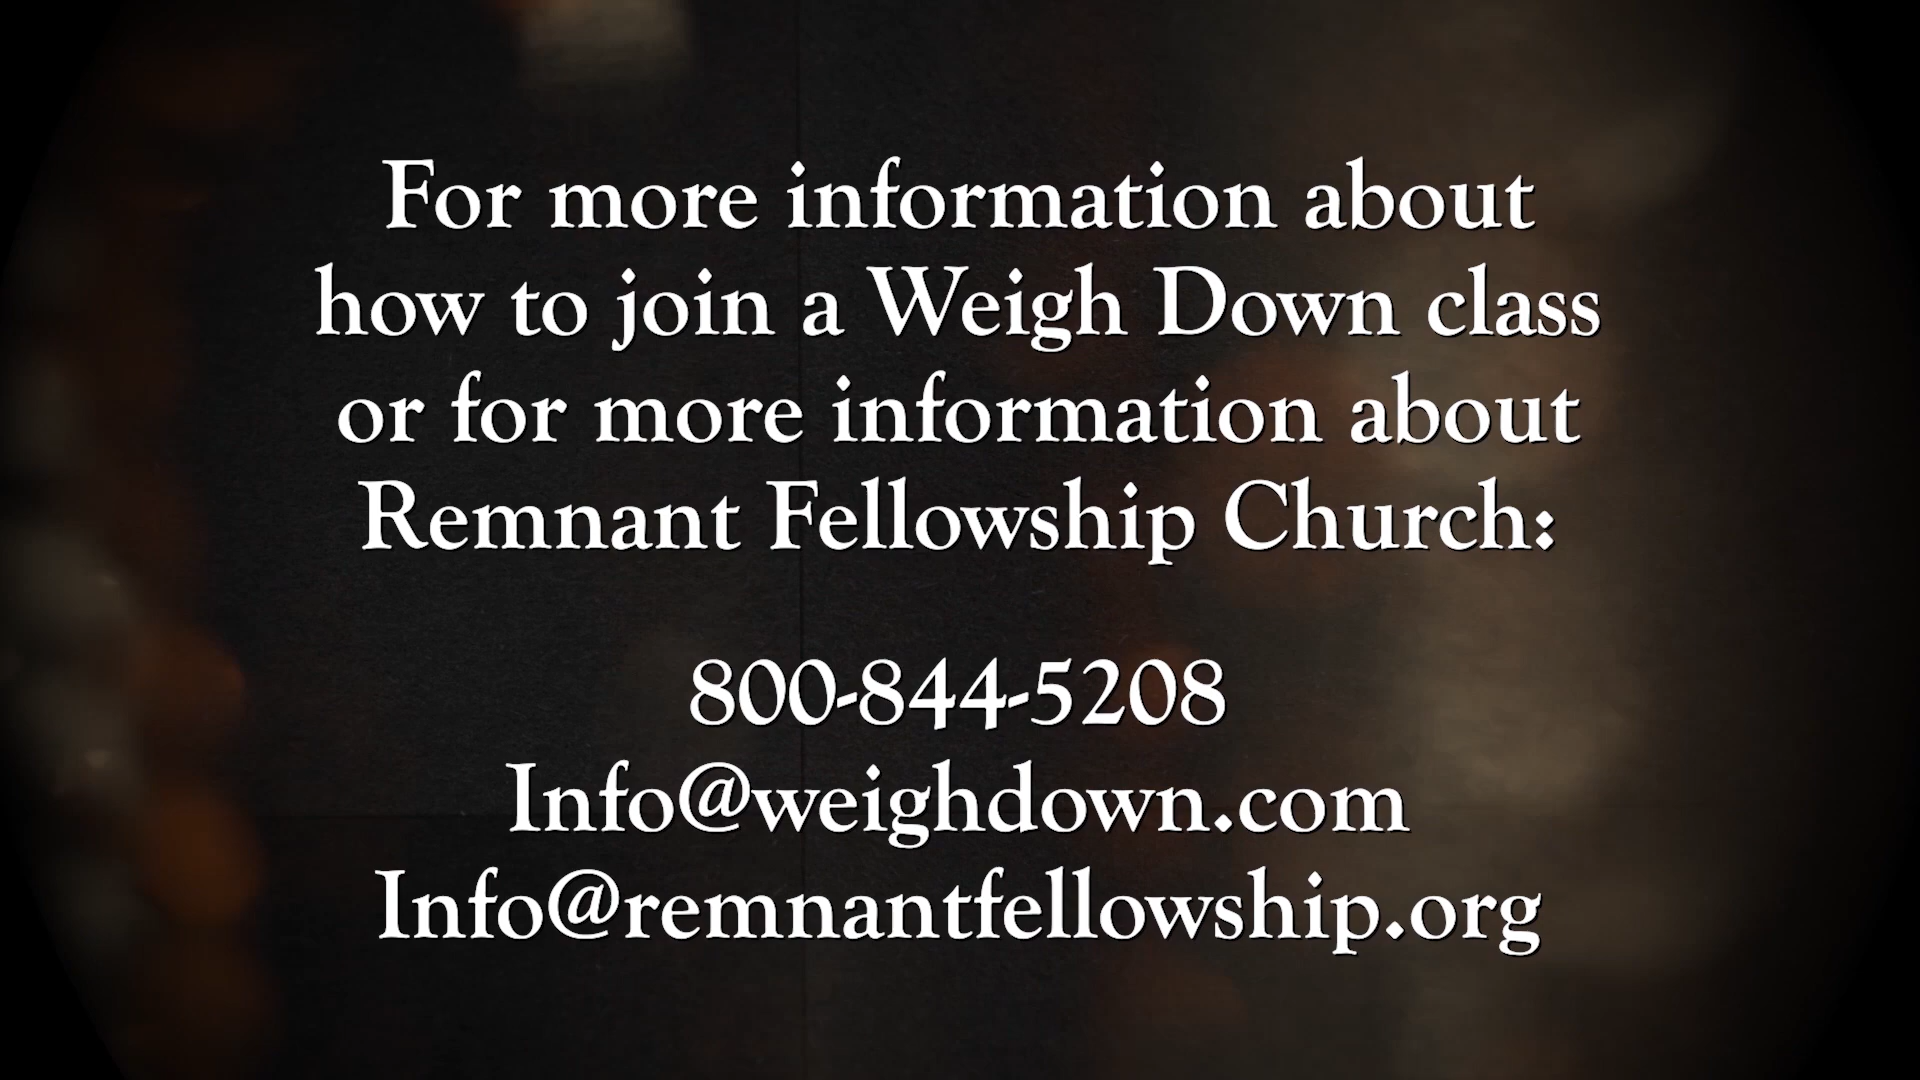 For more information about
how to join a Weigh Down class
or for more information about
Remnant Fellowship Church:
800-844-5208
Info@weighdown.com
Info@remnantfellowship.org